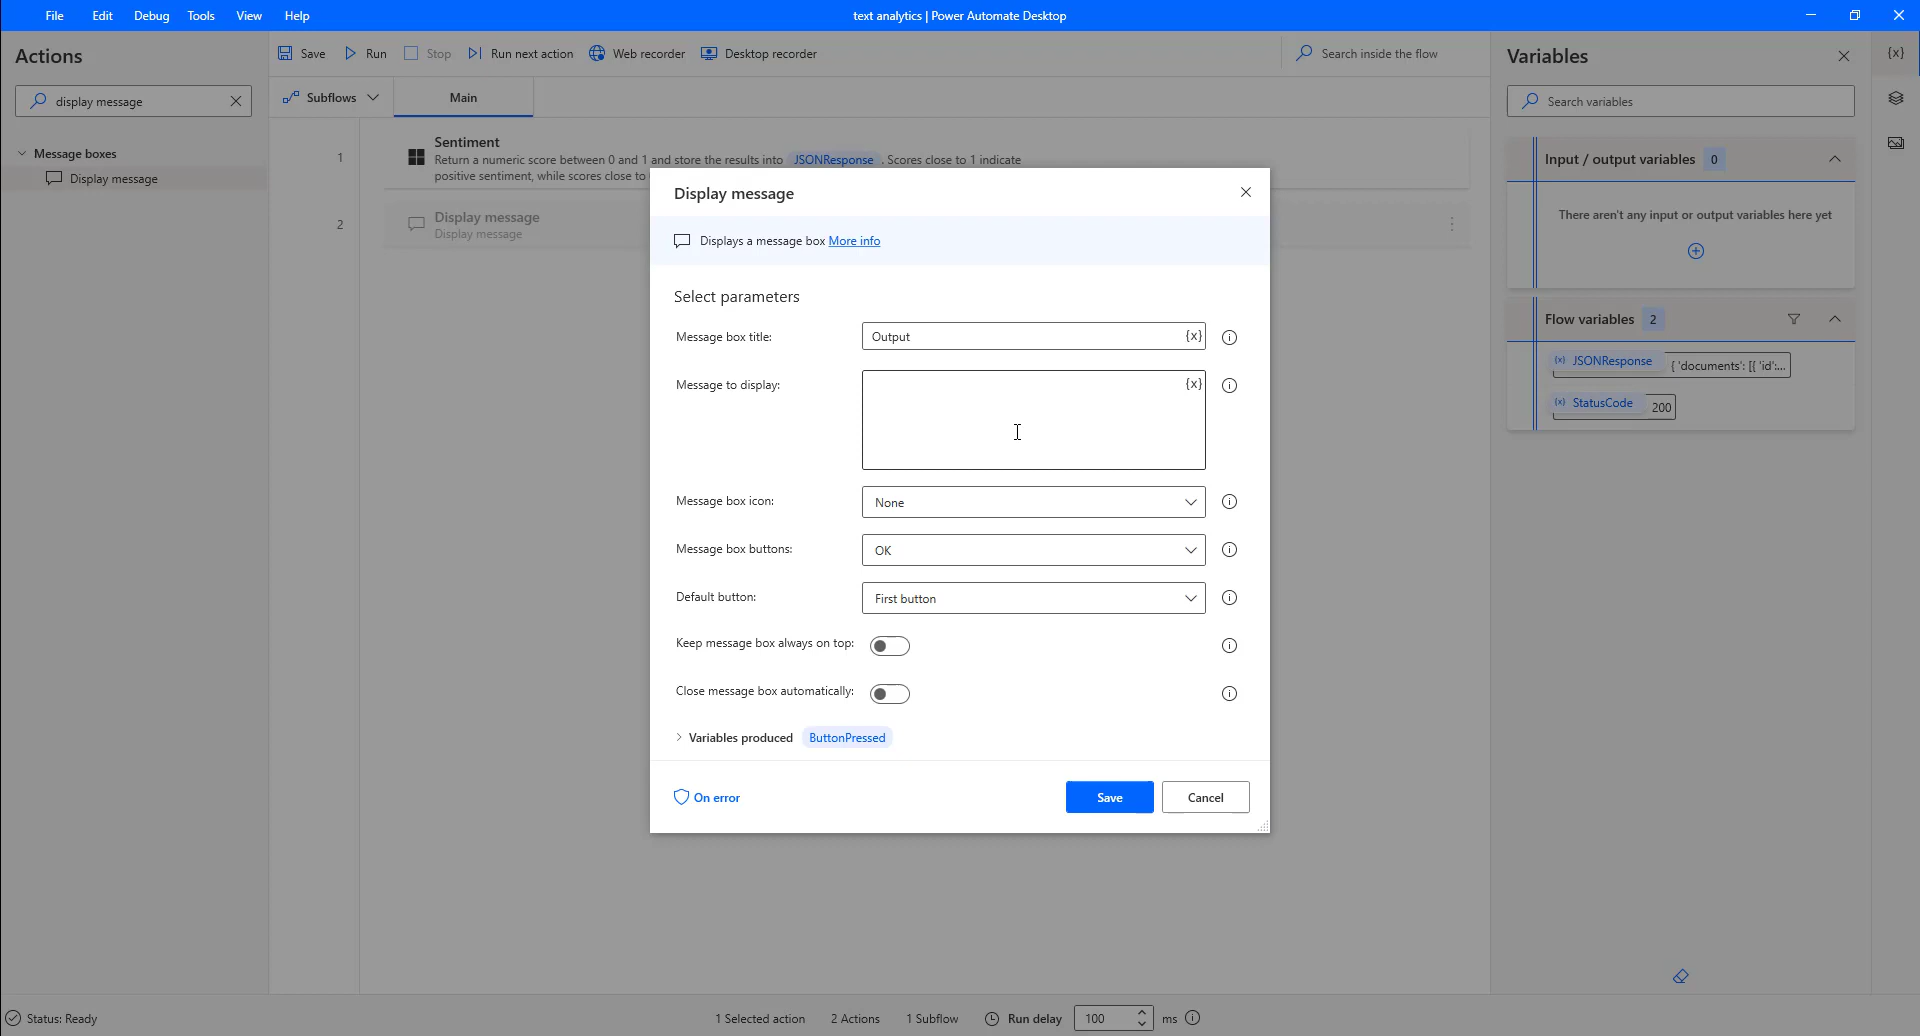 File Edit Debug Tools View Help
text analytics | Power Automate Desktop
Actions
display message
Message boxes
Display message
Save Run Stop Run next action Web recorder Desktop recorder
Search inside the flow
Subflows
Main
1
Sentiment
Return a numeric score between 0 and 1 and store the results into JSONResponse . Scores close to 1 indicate
positive sentiment, while scores close to
2
Display message
Display message
Display message
Displays a message box More info
Select parameters
Message box title: Output {x}
Message to display: {x}
Message box icon: None
Message box buttons: OK
Default button: First button
Keep message box always on top:
Close message box automatically:
Variables produced ButtonPressed
On error
Save Cancel
Variables
{x}
Search variables
Input / output variables 0
There aren't any input or output variables here yet
Flow variables 2
(x) JSONResponse { 'documents': [[{ 'id':...
(x) StatusCode 200
Status: Ready
1 Selected action 2 Actions 1 Subflow Run delay 100 ms